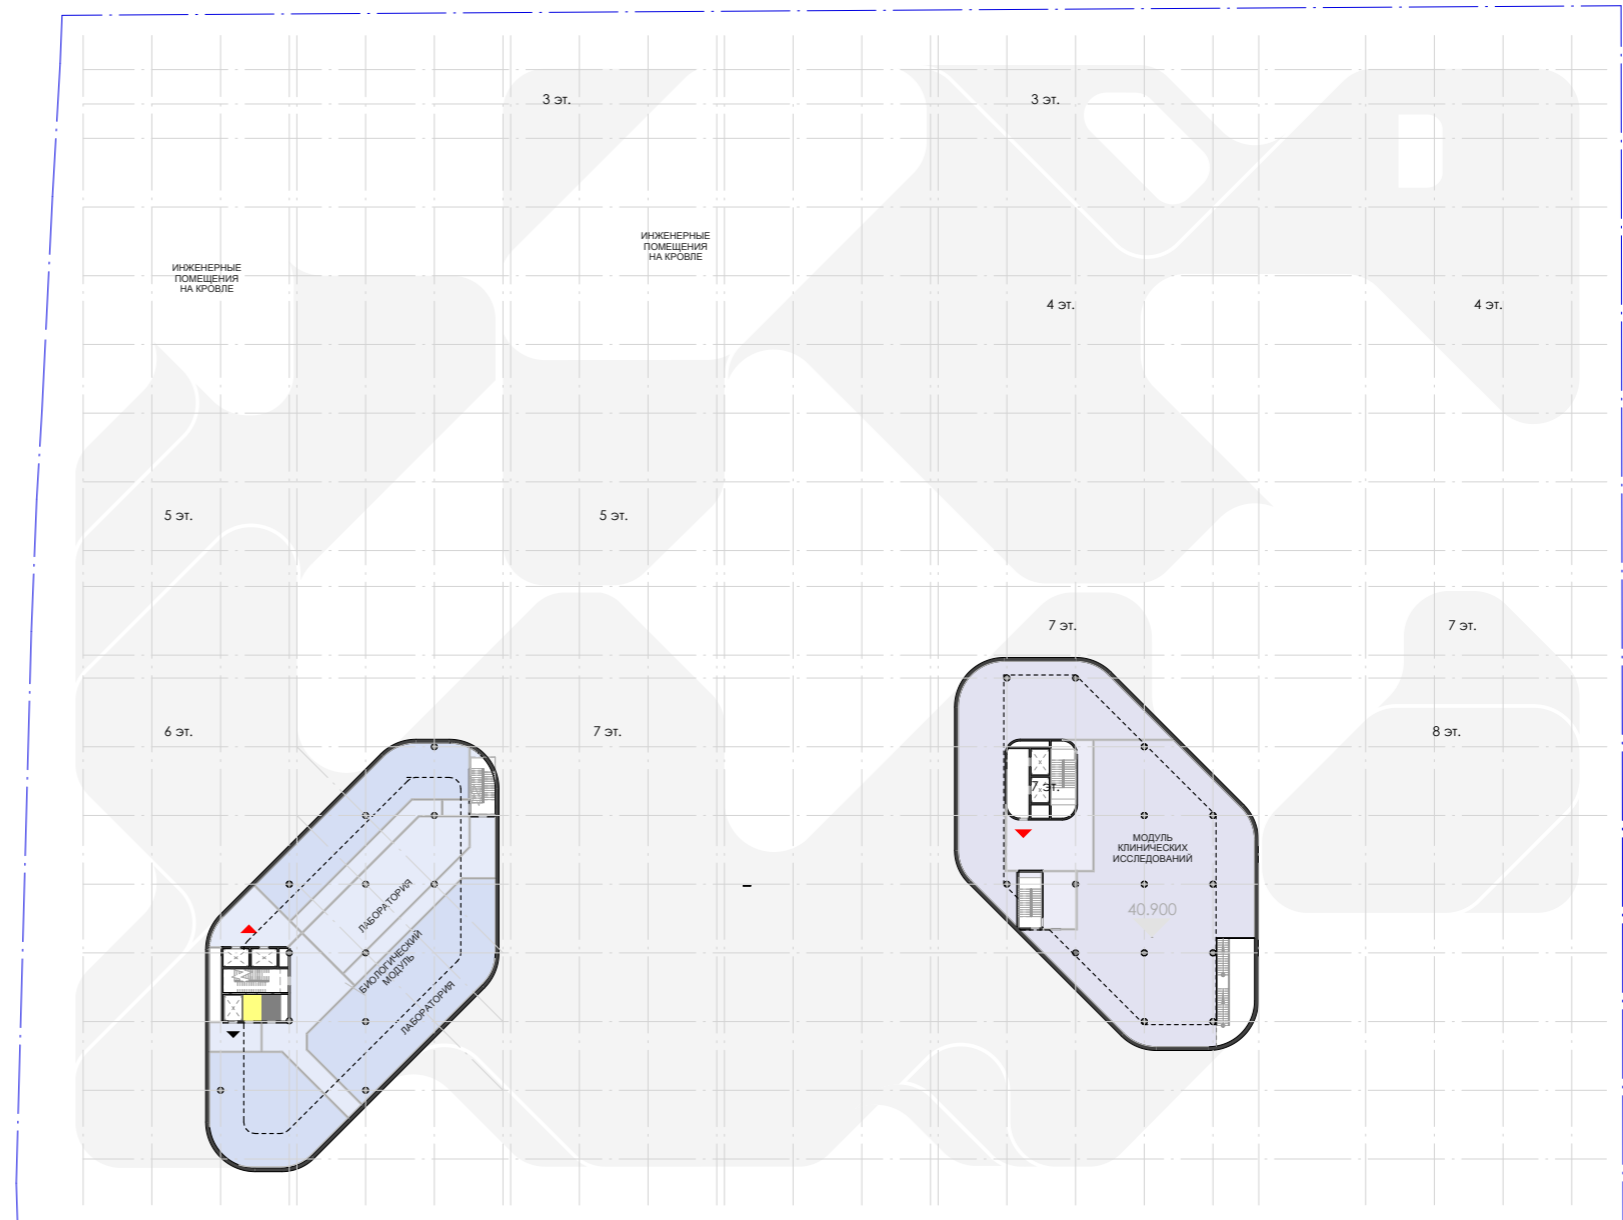 3 эт.
3 эт.
ИНЖЕНЕРНЫЕ
ПОМЕЩЕНИЯ
НА КРОВЛЕ
ИНЖЕНЕРНЫЕ
ПОМЕЩЕНИЯ
НА КРОВЛЕ
4 эт.
4 эт.
5 эт.
5 эт.
7 эт.
7 эт.
6 эт.
7 эт.
8 эт.
7 эт.
МОДУЛЬ
КЛИНИЧЕСКИХ
ИССЛЕДОВАНИЙ
40.900
ЛАБОРАТОРИЯ
БИОЛОГИЧЕСКИЙ
МОДУЛЬ
ЛАБОРАТОРИЯ